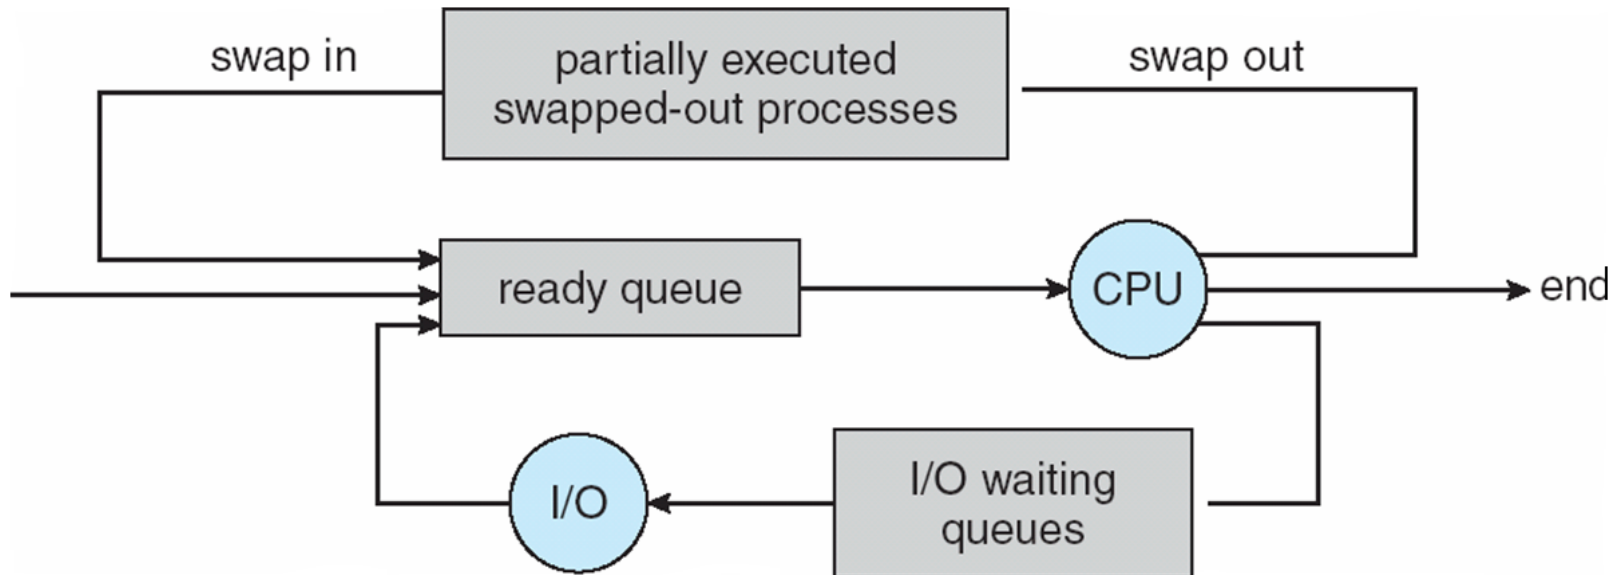 swap in
partially executed
swapped-out processes
swap out
ready queue
CPU
end
I/O
I/O waiting
queues